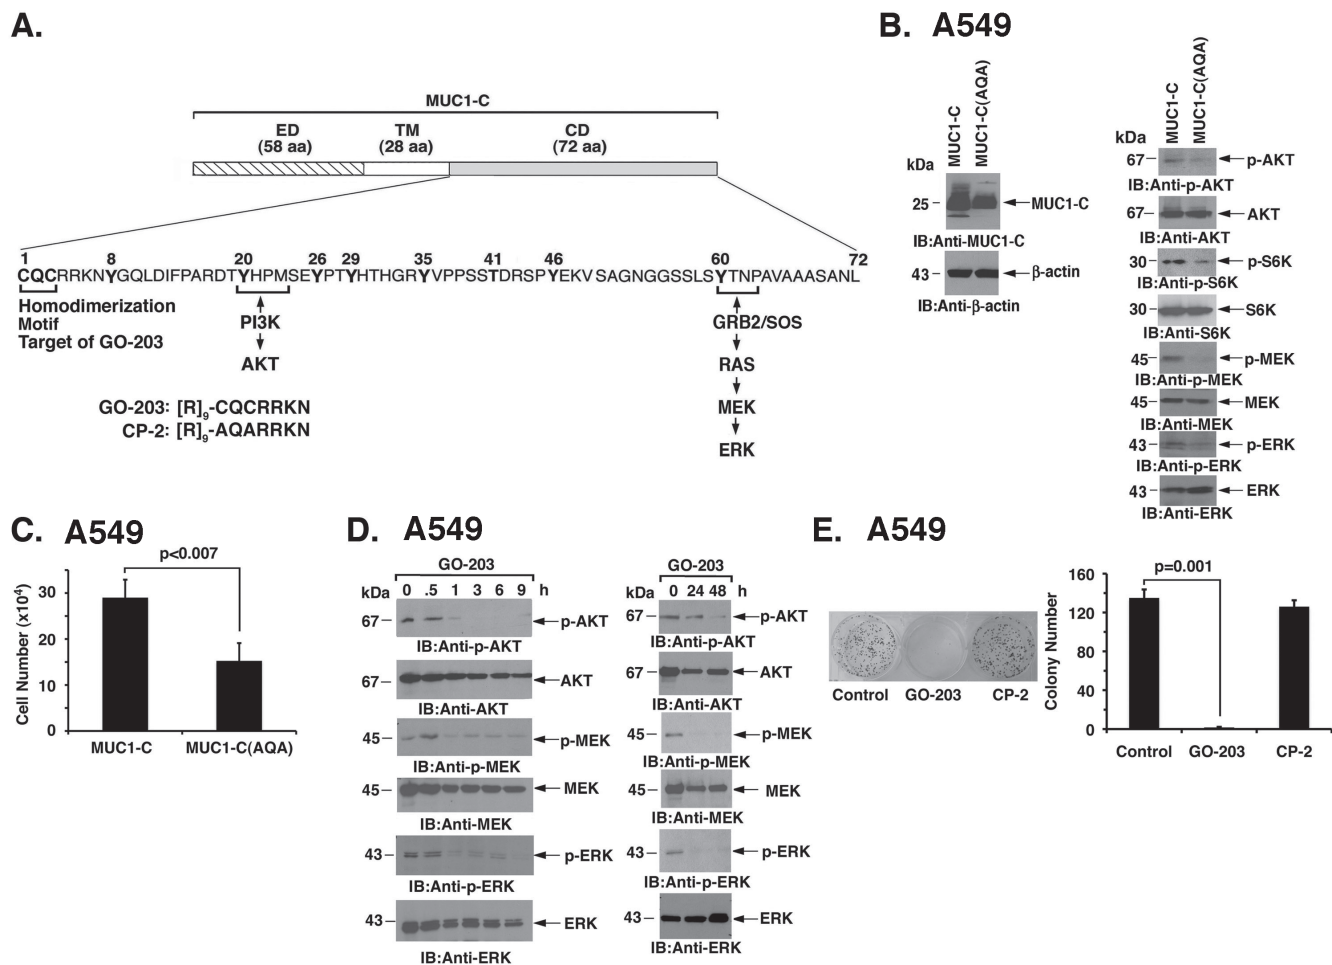 A.
MUC1-C
ED TM CD
(58 aa) (28 aa) (72 aa)
1 8 20 26 29 35 41 46 60 72
CQCRRKNYGQLDIFPARDTYHPMSEYPTYHTHGRYVPPSSTDRSPYEKVSAGNGGSSLSYTNPAVAAASANL
Homodimerization
Motif
Target of GO-203
PI3K
AKT
GRB2/SOS
RAS
MEK
ERK
GO-203: [R]9-CQCRRKN
CP-2: [R]9-AQARRKN
B. A549
kDa
MUC1-C
MUC1-C(AQA)
25 MUC1-C
IB:Anti-MUC1-C
43 β-actin
IB:Anti-β-actin
kDa
MUC1-C
MUC1-C(AQA)
67 p-AKT
IB:Anti-p-AKT
67 AKT
IB:Anti-AKT
30 p-S6K
IB:Anti-p-S6K
30 S6K
IB:Anti-S6K
45 p-MEK
IB:Anti-p-MEK
45 MEK
IB:Anti-MEK
43 p-ERK
IB:Anti-p-ERK
43 ERK
IB:Anti-ERK
C. A549
p<0.007
Cell Number (x10⁴)
30
20
10
0
MUC1-C MUC1-C(AQA)
D. A549
GO-203
kDa 0 .5 1 3 6 9 h
67 p-AKT
IB:Anti-p-AKT
67 AKT
IB:Anti-AKT
45 p-MEK
IB:Anti-p-MEK
45 MEK
IB:Anti-MEK
43 p-ERK
IB:Anti-p-ERK
43 ERK
IB:Anti-ERK
GO-203
kDa 0 24 48 h
67 p-AKT
IB:Anti-p-AKT
67 AKT
IB:Anti-AKT
45 p-MEK
IB:Anti-p-MEK
45 MEK
IB:Anti-MEK
43 p-ERK
IB:Anti-p-ERK
43 ERK
IB:Anti-ERK
E. A549
Control GO-203 CP-2
Colony Number
160
120
80
40
0
p=0.001
Control GO-203 CP-2